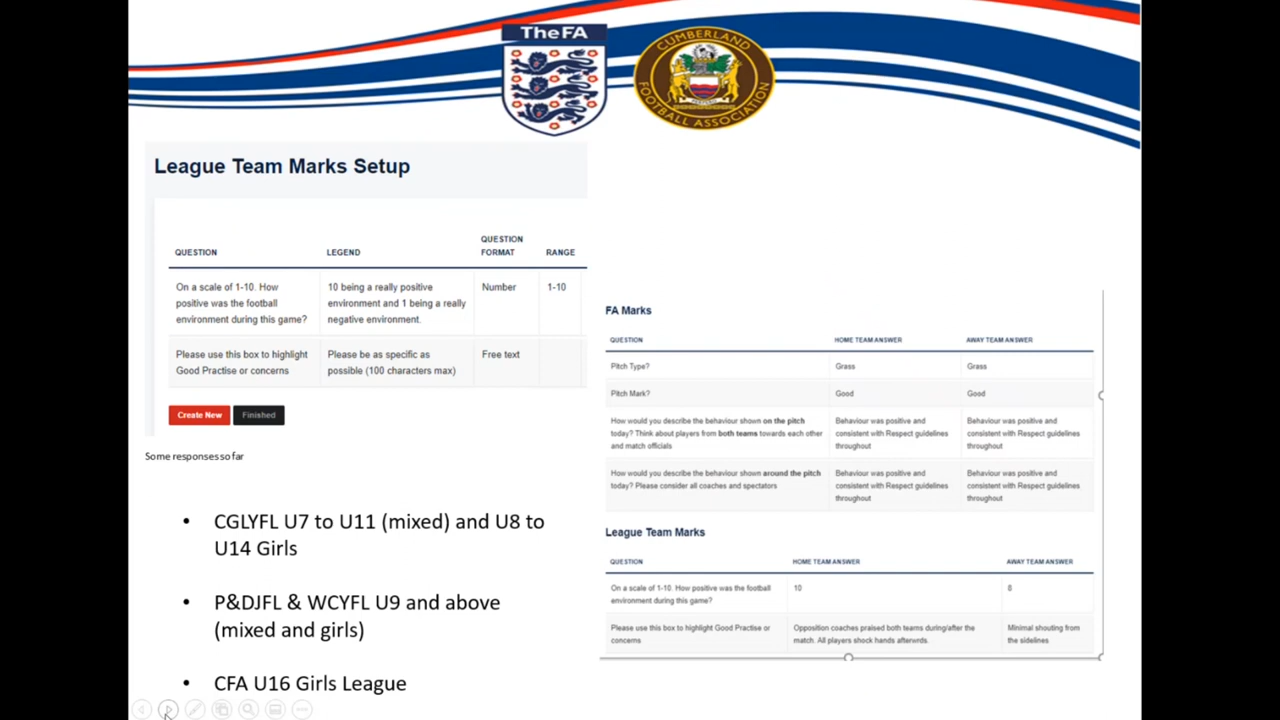 TheFA
CUMBERLAND
FOOTBALL ASSOCIATION
League Team Marks Setup
QUESTION
LEGEND
QUESTION
FORMAT
RANGE
On a scale of 1-10. How
positive was the football
environment during this game?
10 being a really positive
environment and 1 being a really
negative environment.
Number
1-10
Please use this box to highlight
Good Practise or concerns
Please be as specific as
possible (100 characters max)
Free text
Create New
Finished
Some responses so far
CGLYFL U7 to U11 (mixed) and U8 to
U14 Girls
P&DJFL & WCYFL U9 and above
(mixed and girls)
CFA U16 Girls League
FA Marks
QUESTION
HOME TEAM ANSWER
AWAY TEAM ANSWER
Pitch Type?
Grass
Grass
Pitch Mark?
Good
Good
How would you describe the behaviour shown on the pitch
today? Think about players from both teams towards each other
and match officials
Behaviour was positive and
consistent with Respect guidelines
throughout
Behaviour was positive and
consistent with Respect guidelines
throughout
How would you describe the behaviour shown around the pitch
today? Please consider all coaches and spectators
Behaviour was positive and
consistent with Respect guidelines
throughout
Behaviour was positive and
consistent with Respect guidelines
throughout
League Team Marks
QUESTION
HOME TEAM ANSWER
AWAY TEAM ANSWER
On a scale of 1-10. How positive was the football
environment during this game?
10
8
Please use this box to highlight Good Practise or
concerns
Opposition coaches praised both teams during/after the
match. All players shock hands afterwrds.
Minimal shouting from
the sidelines